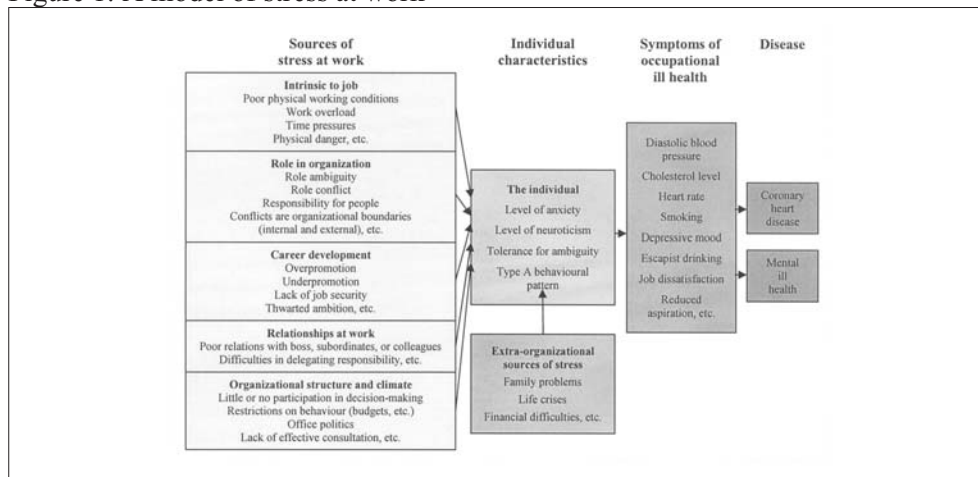 Figure 1. A model of stress at work
Sources of
stress at work
Intrinsic to job
Poor physical working conditions
Work overload
Time pressures
Physical danger, etc.
Role in organization
Role ambiguity
Role conflict
Responsibility for people
Conflicts are organizational boundaries
(internal and external), etc.
Career development
Overpromotion
Underpromotion
Lack of job security
Thwarted ambition, etc.
Relationships at work
Poor relations with boss, subordinates, or colleagues
Difficulties in delegating responsibility, etc.
Organizational structure and climate
Little or no participation in decision-making
Restrictions on behaviour (budgets, etc.)
Office politics
Lack of effective consultation, etc.
Individual
characteristics
The individual
Level of anxiety
Level of neuroticism
Tolerance for ambiguity
Type A behavioural
pattern
Extra-organizational
sources of stress
Family problems
Life crises
Financial difficulties, etc.
Symptoms of
occupational
ill health
Diastolic blood
pressure
Cholesterol level
Heart rate
Smoking
Depressive mood
Escapist drinking
Job dissatisfaction
Reduced
aspiration, etc.
Disease
Coronary
heart
disease
Mental
ill
health